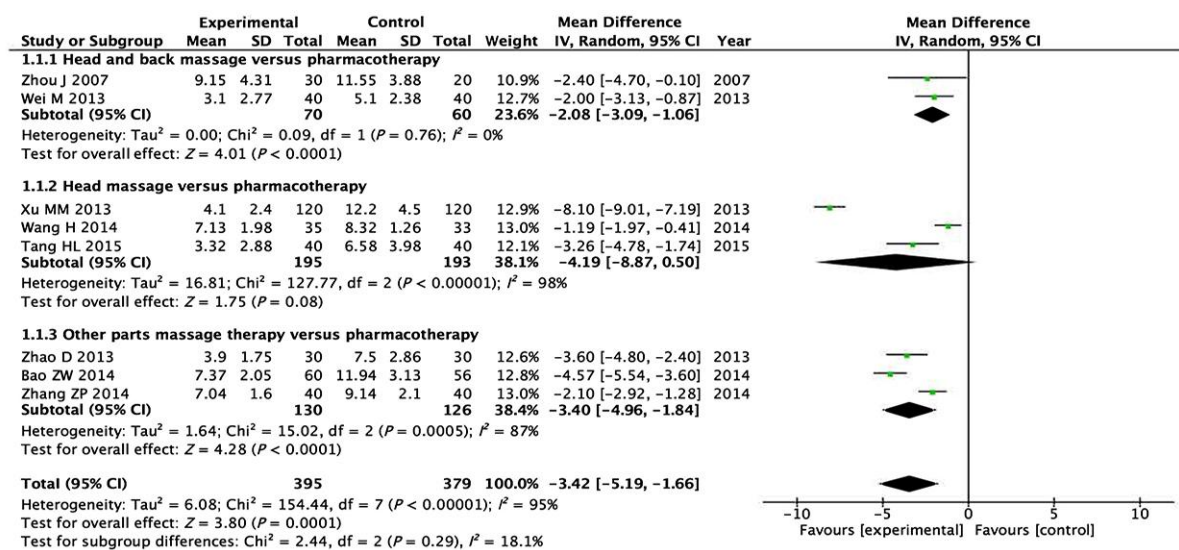 Experimental Control Mean Difference Mean Difference
Study or Subgroup Mean SD Total Mean SD Total Weight IV, Random, 95% CI Year IV, Random, 95% CI
1.1.1 Head and back massage versus pharmacotherapy
Zhou J 2007 9.15 4.31 30 11.55 3.88 20 10.9% −2.40 [−4.70, −0.10] 2007
Wei M 2013 3.1 2.77 40 5.1 2.38 40 12.7% −2.00 [−3.13, −0.87] 2013
Subtotal (95% CI) 70 60 23.6% −2.08 [−3.09, −1.06]
Heterogeneity: Tau² = 0.00; Chi² = 0.09, df = 1 (P = 0.76); I² = 0%
Test for overall effect: Z = 4.01 (P < 0.0001)
1.1.2 Head massage versus pharmacotherapy
Xu MM 2013 4.1 2.4 120 12.2 4.5 120 12.9% −8.10 [−9.01, −7.19] 2013
Wang H 2014 7.13 1.98 35 8.32 1.26 33 13.0% −1.19 [−1.97, −0.41] 2014
Tang HL 2015 3.32 2.88 40 6.58 3.98 40 12.1% −3.26 [−4.78, −1.74] 2015
Subtotal (95% CI) 195 193 38.1% −4.19 [−8.87, 0.50]
Heterogeneity: Tau² = 16.81; Chi² = 127.77, df = 2 (P < 0.00001); I² = 98%
Test for overall effect: Z = 1.75 (P = 0.08)
1.1.3 Other parts massage therapy versus pharmacotherapy
Zhao D 2013 3.9 1.75 30 7.5 2.86 30 12.6% −3.60 [−4.80, −2.40] 2013
Bao ZW 2014 7.37 2.05 60 11.94 3.13 56 12.8% −4.57 [−5.54, −3.60] 2014
Zhang ZP 2014 7.04 1.6 40 9.14 2.1 40 13.0% −2.10 [−2.92, −1.28] 2014
Subtotal (95% CI) 130 126 38.4% −3.40 [−4.96, −1.84]
Heterogeneity: Tau² = 1.64; Chi² = 15.02, df = 2 (P = 0.0005); I² = 87%
Test for overall effect: Z = 4.28 (P < 0.0001)
Total (95% CI) 395 379 100.0% −3.42 [−5.19, −1.66]
Heterogeneity: Tau² = 6.08; Chi² = 154.44, df = 7 (P < 0.00001); I² = 95%
Test for overall effect: Z = 3.80 (P = 0.0001)
Test for subgroup differences: Chi² = 2.44, df = 2 (P = 0.29), I² = 18.1%
−10 −5 0 5 10
Favours [experimental] Favours [control]